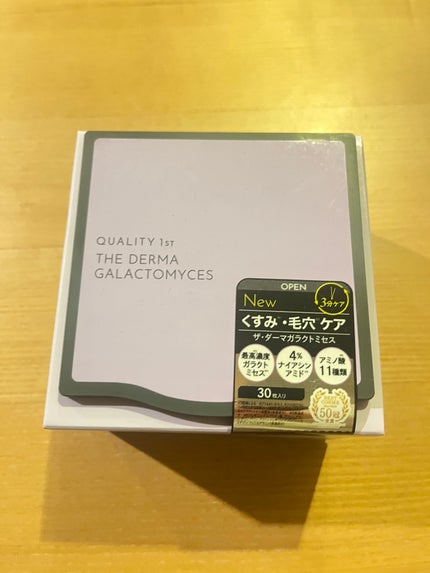 QUALITY 1ST
THE DERMA
GALACTOMYCES
OPEN
New
3分ケア
くすみ・毛穴ケア
ザ・ダーマガラクトミセス
最高濃度
ガラクト
ミセス
4%
ナイアシン
アミド
アミノ酸
11種類
30枚入り
50冠